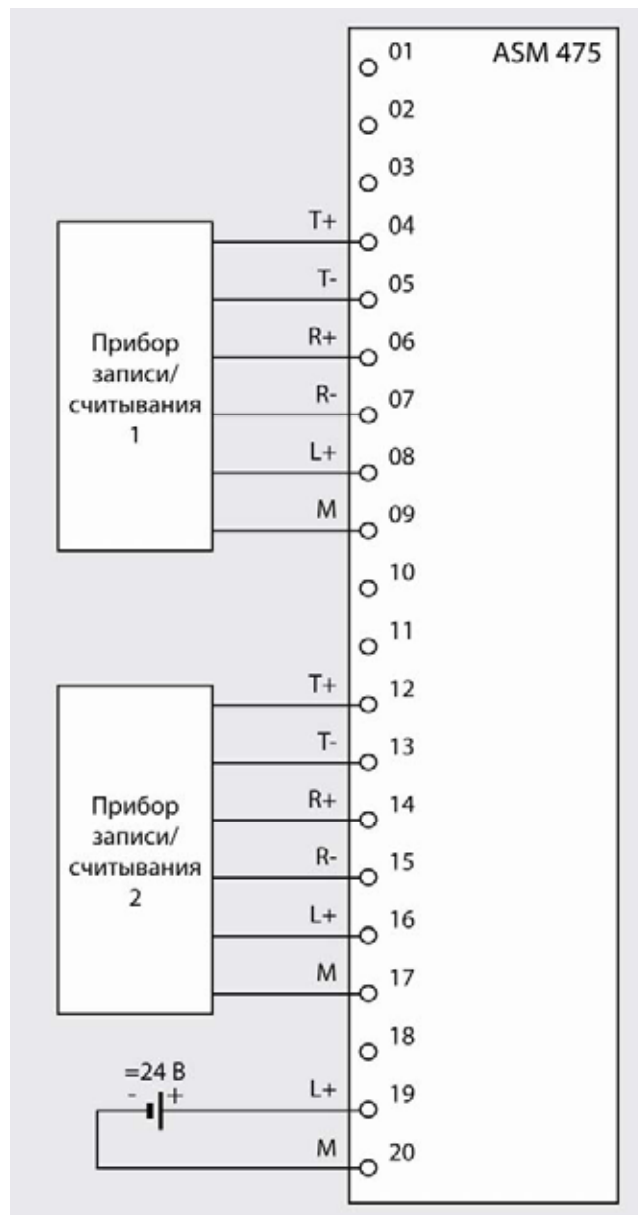 ASM 475
01
02
03
T+ 04
T- 05
R+ 06
R- 07
L+ 08
M 09
Прибор
записи/
считывания
1
10
11
T+ 12
T- 13
R+ 14
R- 15
L+ 16
M 17
Прибор
записи/
считывания
2
18
=24 В
- +
L+ 19
M 20